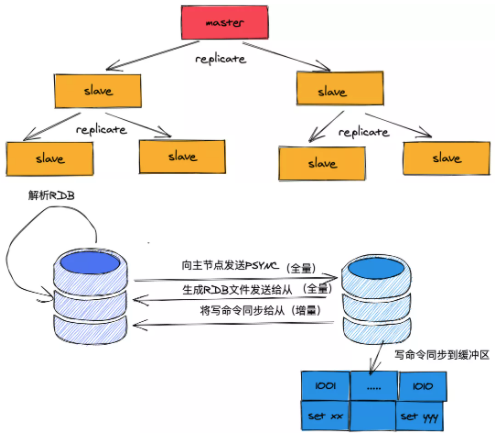 master
replicate
slave
slave
replicate
replicate
slave
slave
slave
slave
解析RDB
向主节点发送PSYNC（全量）
生成RDB文件发送给从（全量）
将写命令同步给从（增量）
写命令同步到缓冲区
1001 ..... 1010
set xx set yyy